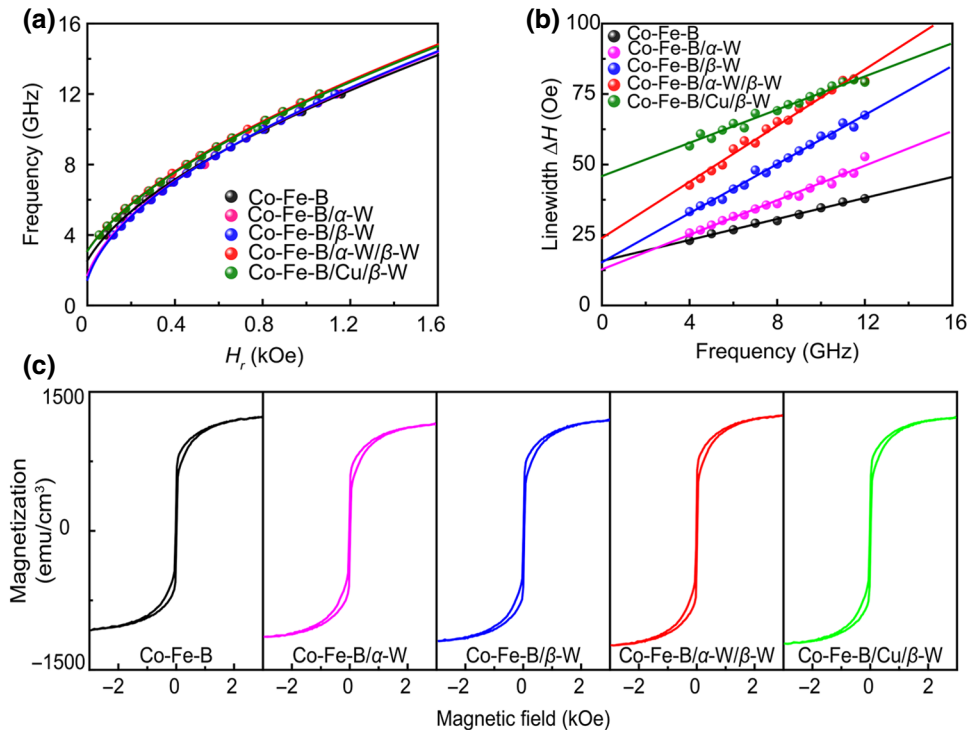 (a)
16
12
8
4
0
Frequency (GHz)
Co-Fe-B
Co-Fe-B/α-W
Co-Fe-B/β-W
Co-Fe-B/α-W/β-W
Co-Fe-B/Cu/β-W
0 0.4 0.8 1.2 1.6
Hr (kOe)
(b)
100
75
50
25
0
Linewidth ΔH (Oe)
Co-Fe-B
Co-Fe-B/α-W
Co-Fe-B/β-W
Co-Fe-B/α-W/β-W
Co-Fe-B/Cu/β-W
0 4 8 12 16
Frequency (GHz)
(c)
1500
0
−1500
Magnetization
(emu/cm³)
Co-Fe-B Co-Fe-B/α-W Co-Fe-B/β-W Co-Fe-B/α-W/β-W Co-Fe-B/Cu/β-W
−2 0 2 −2 0 2 −2 0 2 −2 0 2 −2 0 2
Magnetic field (kOe)